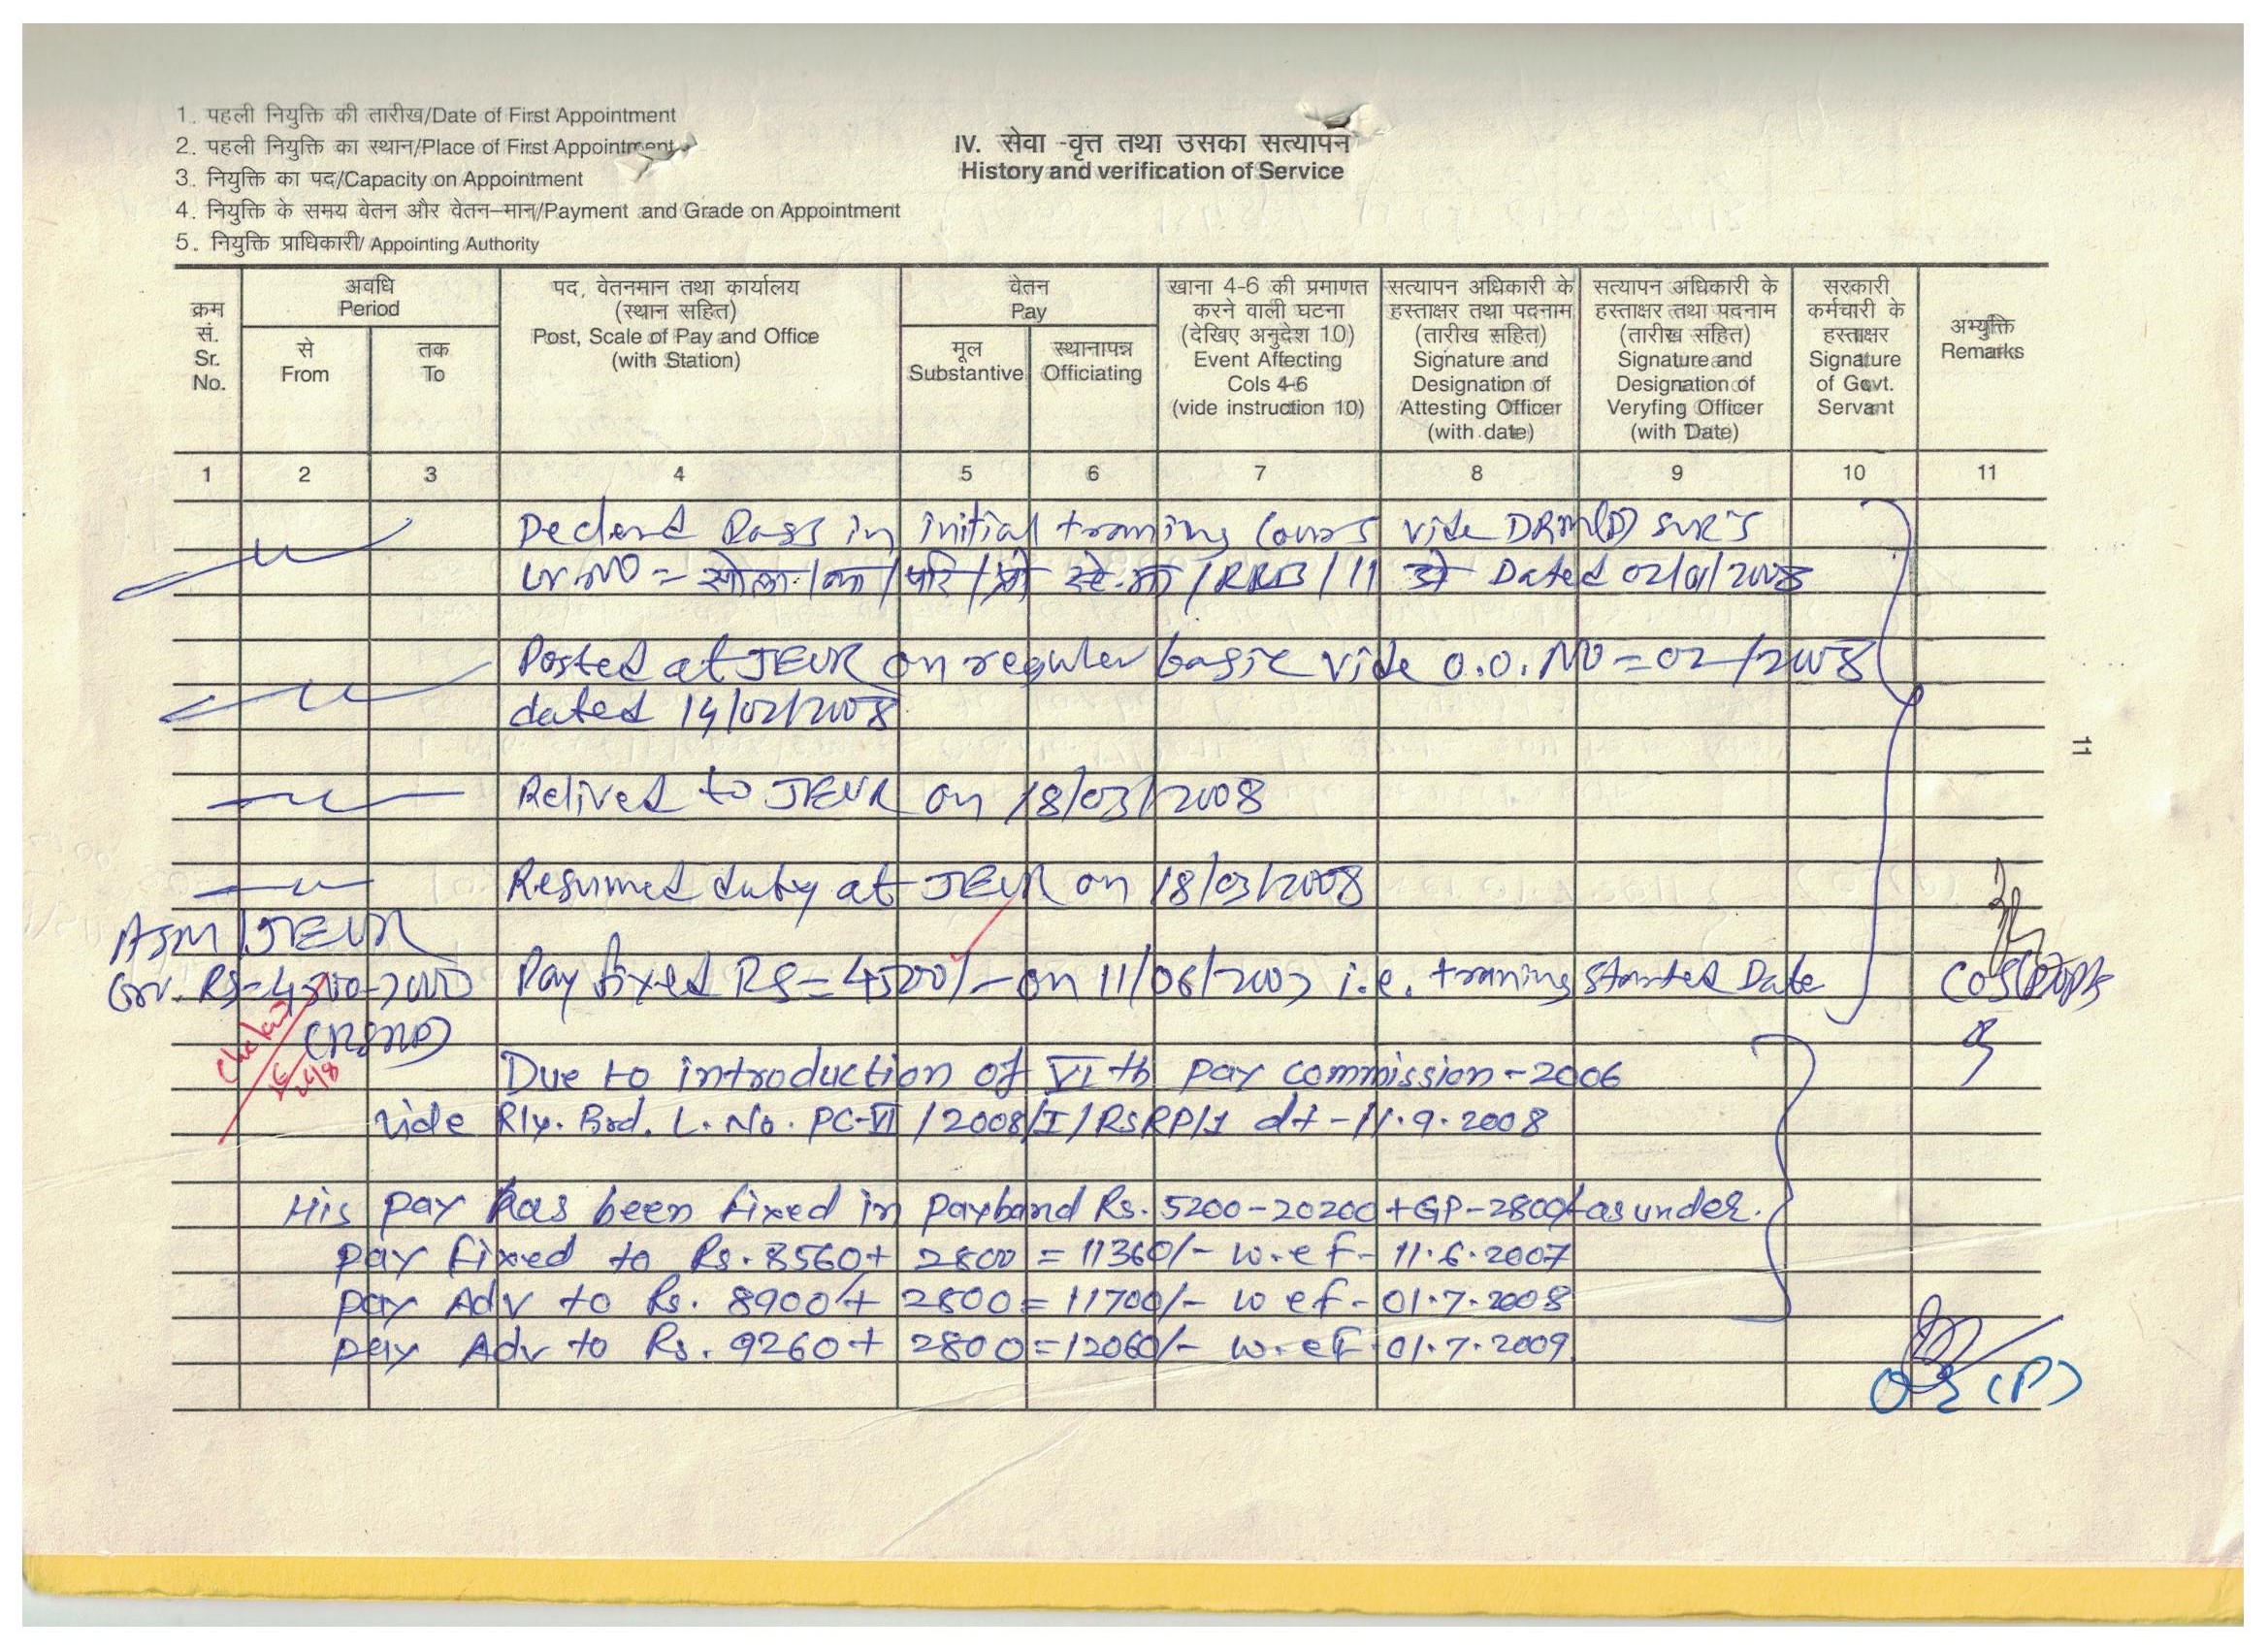 1. पहली नियुक्ति की तारीख/Date of First Appointment
2. पहली नियुक्ति का स्थान/Place of First Appointment
3. नियुक्ति का पद/Capacity on Appointment
4. नियुक्ति के समय वेतन और वेतन-मान/Payment and Grade on Appointment
5. नियुक्ति प्राधिकारी/ Appointing Authority
IV. सेवा -वृत्त तथा उसका सत्यापन
History and verification of Service
क्रम सं. Sr. No.
अवधि Period
से From
तक To
पद, वेतनमान तथा कार्यालय (स्थान सहित) Post, Scale of Pay and Office (with Station)
वेतन Pay
मूल Substantive
स्थानापन्न Officiating
खाना 4-6 की प्रमाणत करने वाली घटना (देखिए अनुदेश 10) Event Affecting Cols 4-6 (vide instruction 10)
सत्यापन अधिकारी के हस्ताक्षर तथा पदनाम (तारीख सहित) Signature and Designation of Attesting Officer (with date)
सत्यापन अधिकारी के हस्ताक्षर तथा पदनाम (तारीख सहित) Signature and Designation of Veryfing Officer (with Date)
सरकारी कर्मचारी के हस्ताक्षर Signature of Govt. Servant
अभ्युक्ति Remarks
1 2 3 4 5 6 7 8 9 10 11
Declerd Pass in initial traning Cours vide DRM(P) SUR'S
Lr. NO = /RRB/11 Dated 02/01/2008
Posted at JEUR on reguler basic vide O.O. NO = 02/2008
dated 14/02/2008
11
Relived to JEUR on 18/03/2008
Resumed duty at JEUR on 18/03/2008
ASM/JEUR
Grv. Rs-4500-7000 Pay fixed RS = 4500/- on 11/06/2007 i.e. traning started Date
(RSRP)
Due to introduction of VIth pay commission - 2006
vide Rly. Brd. L. No. PC-VI /2008/I/RSRP/1 dt - 11.9.2008
His pay has been fixed in payband Rs. 5200-20200+GP-2800/- as under.
pay fixed to Rs. 8560+ 2800 = 11360/- w.ef- 11.6.2007
pay Adv to Rs. 8900/+ 2800= 11700/- w ef- 01.7.2008
pay Adv to Rs. 9260+ 2800=12060/- w.ef 01.7.2009
OS (P)